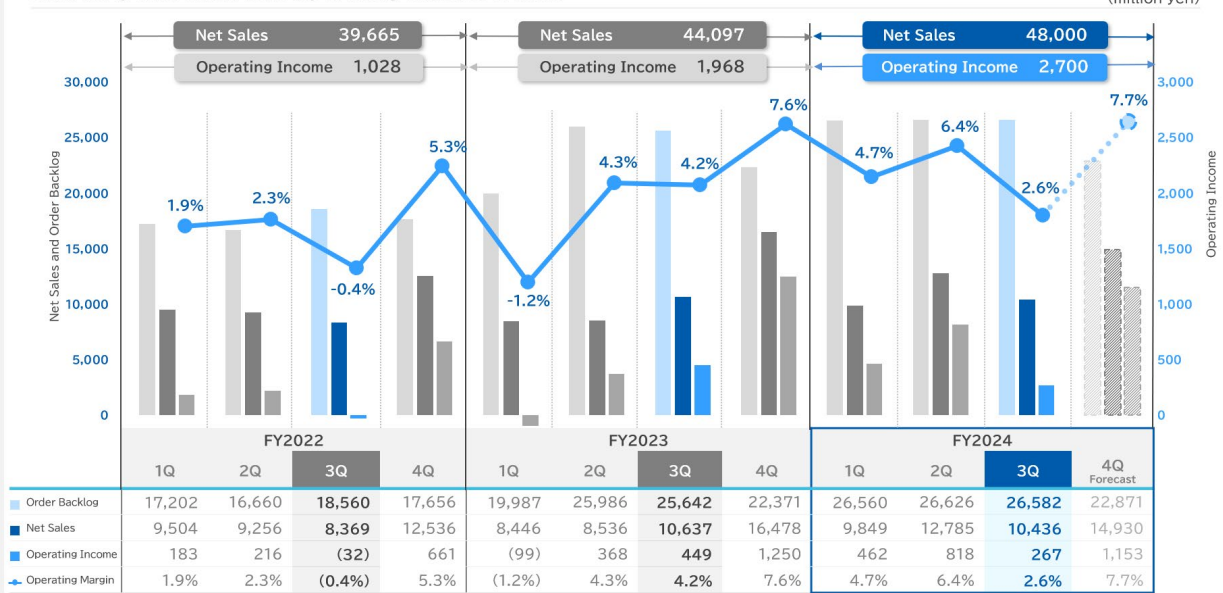 (million yen)
Net Sales 39,665
Net Sales 44,097
Net Sales 48,000
Operating Income 1,028
Operating Income 1,968
Operating Income 2,700
30,000
25,000
20,000
15,000
10,000
5,000
0
Net Sales and Order Backlog
1.9%
2.3%
-0.4%
5.3%
-1.2%
4.3%
4.2%
7.6%
4.7%
6.4%
2.6%
7.7%
3,000
2,500
2,000
1,500
1,000
500
0
Operating Income
FY2022 FY2023 FY2024
1Q 2Q 3Q 4Q 1Q 2Q 3Q 4Q 1Q 2Q 3Q 4Q
Forecast
Order Backlog 17,202 16,660 18,560 17,656 19,987 25,986 25,642 22,371 26,560 26,626 26,582 22,871
Net Sales 9,504 9,256 8,369 12,536 8,446 8,536 10,637 16,478 9,849 12,785 10,436 14,930
Operating Income 183 216 (32) 661 (99) 368 449 1,250 462 818 267 1,153
Operating Margin 1.9% 2.3% (0.4%) 5.3% (1.2%) 4.3% 4.2% 7.6% 4.7% 6.4% 2.6% 7.7%